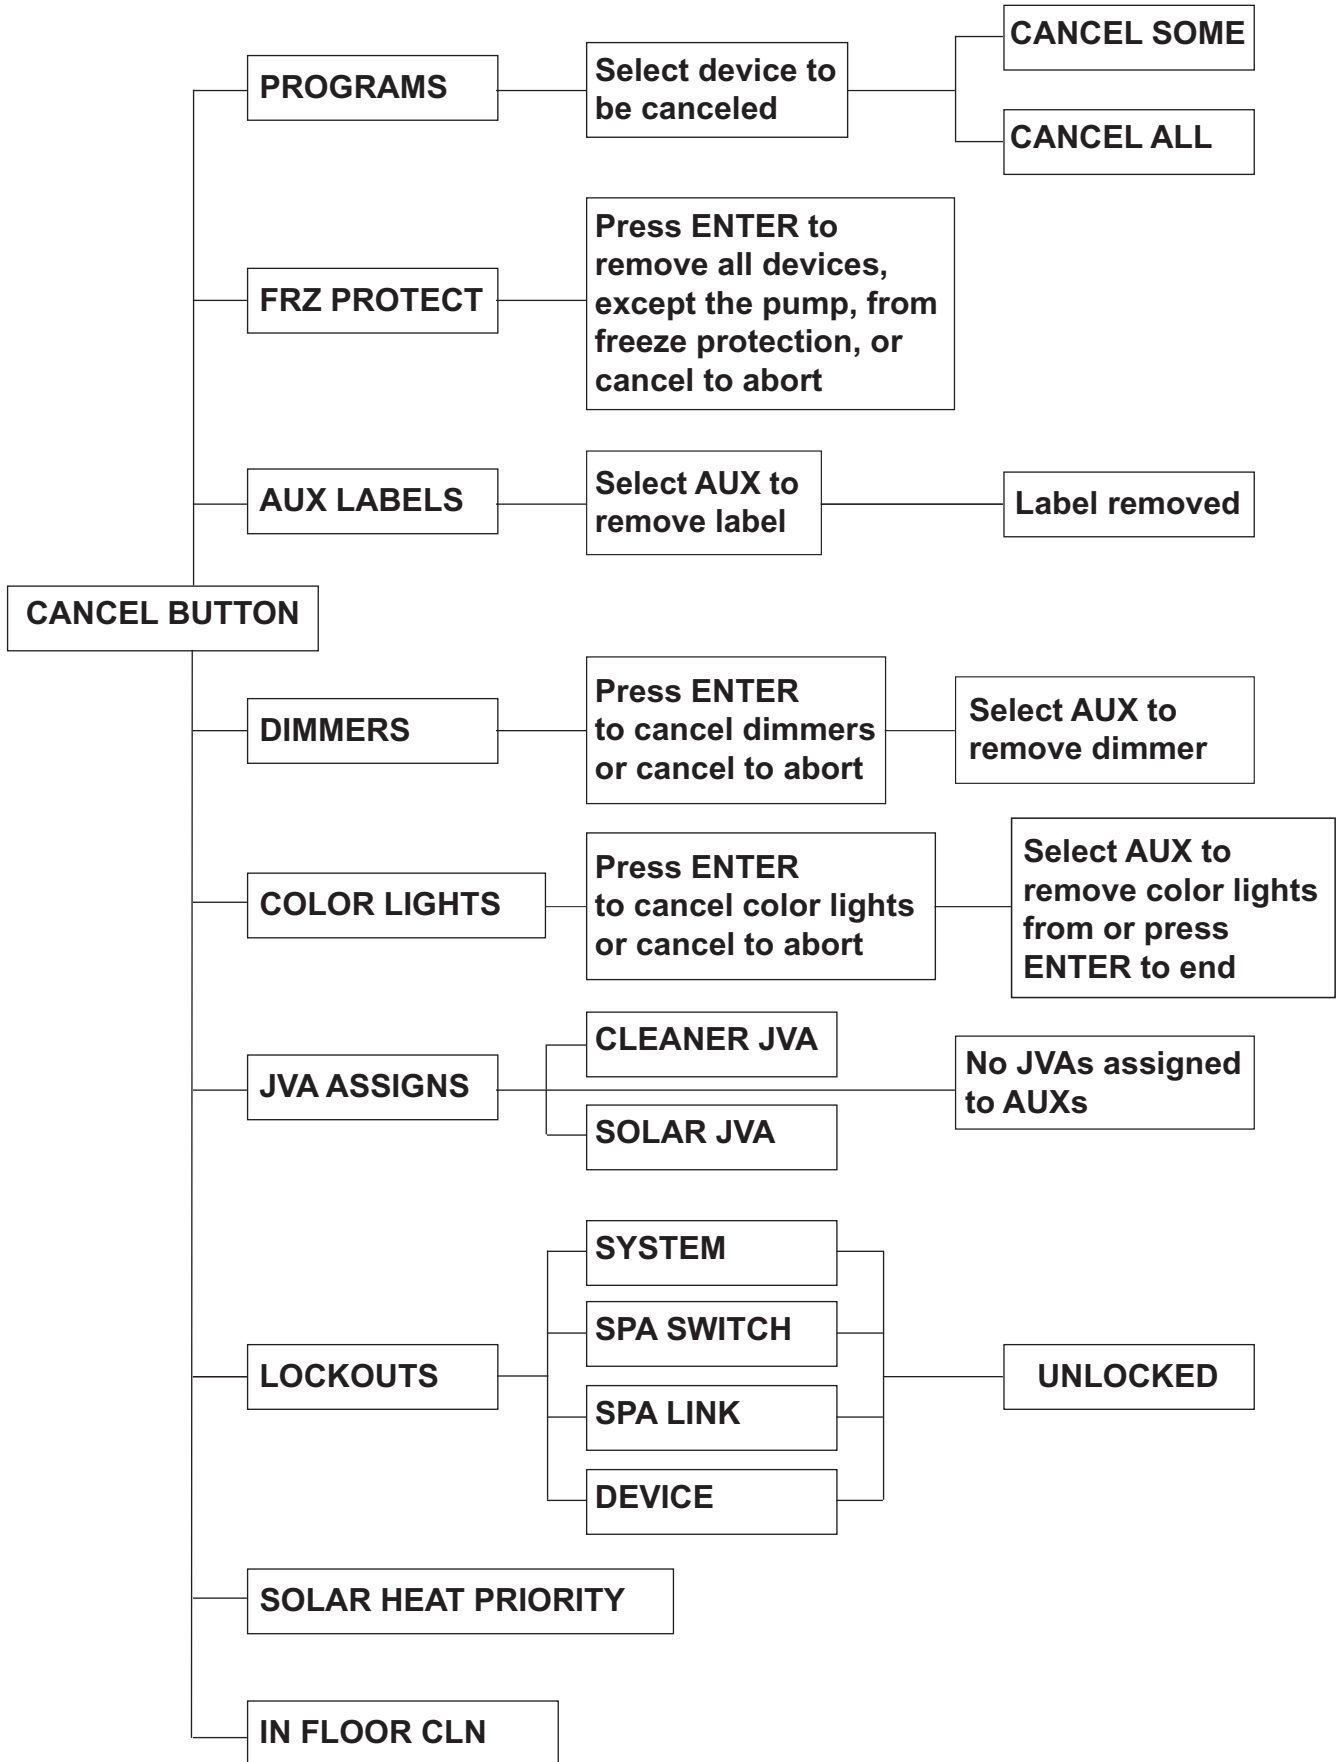 CANCEL SOME
PROGRAMS
Select device to
be canceled
CANCEL ALL
FRZ PROTECT
Press ENTER to
remove all devices,
except the pump, from
freeze protection, or
cancel to abort
AUX LABELS
Select AUX to
remove label
Label removed
CANCEL BUTTON
DIMMERS
Press ENTER
to cancel dimmers
or cancel to abort
Select AUX to
remove dimmer
COLOR LIGHTS
Press ENTER
to cancel color lights
or cancel to abort
Select AUX to
remove color lights
from or press
ENTER to end
JVA ASSIGNS
CLEANER JVA
SOLAR JVA
No JVAs assigned
to AUXs
LOCKOUTS
SYSTEM
SPA SWITCH
SPA LINK
DEVICE
UNLOCKED
SOLAR HEAT PRIORITY
IN FLOOR CLN